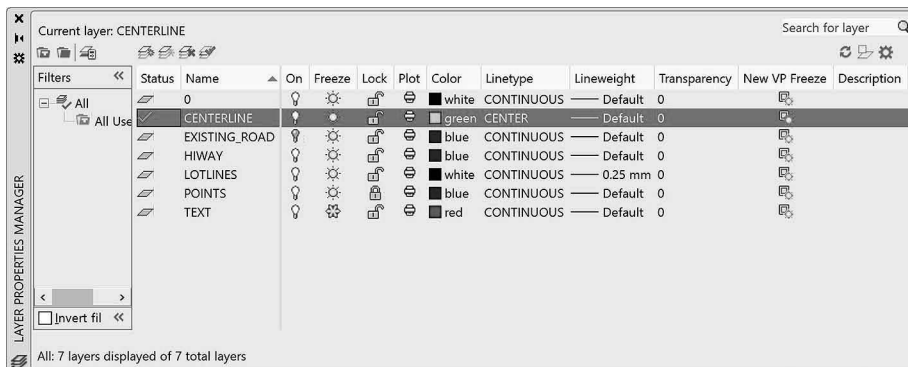 Current layer: CENTERLINE
Search for layer
LAYER PROPERTIES MANAGER
Filters
All
All Use
Invert fil
Status Name On Freeze Lock Plot Color Linetype Lineweight Transparency New VP Freeze Description
0 white CONTINUOUS Default 0
CENTERLINE green CENTER Default 0
EXISTING_ROAD blue CONTINUOUS Default 0
HIWAY blue CONTINUOUS Default 0
LOTLINES white CONTINUOUS 0.25 mm 0
POINTS blue CONTINUOUS Default 0
TEXT red CONTINUOUS Default 0
All: 7 layers displayed of 7 total layers